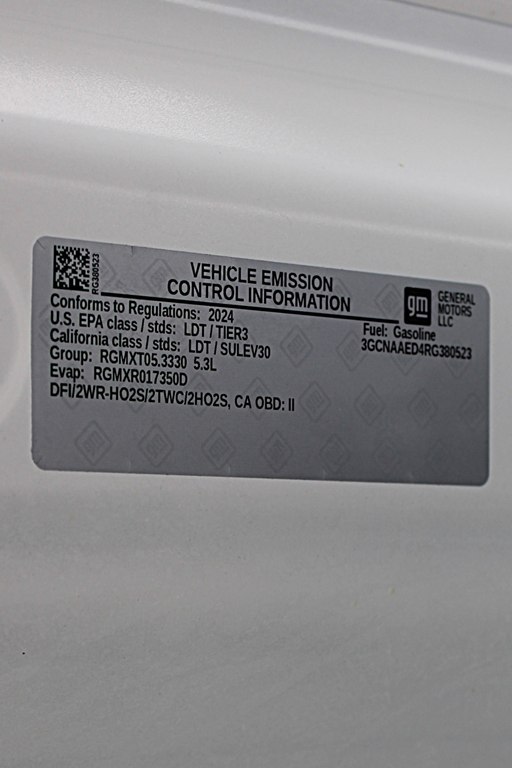 RG380523
VEHICLE EMISSION
CONTROL INFORMATION
gm
GENERAL
MOTORS
LLC
Conforms to Regulations: 2024
U.S. EPA class / stds: LDT / TIER3
California class / stds: LDT / SULEV30
Group: RGMXT05.3330 5.3L
Evap: RGMXR017350D
DFI/2WR-HO2S/2TWC/2HO2S, CA OBD: II
Fuel: Gasoline
3GCNAAED4RG380523